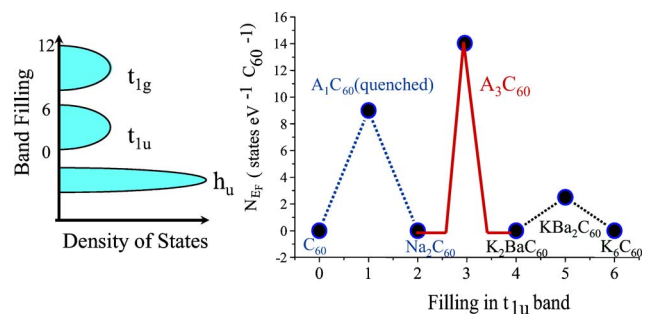 12
t1g
6
t1u
0
hu
Band Filling
Density of States
16
14
12
10
8
6
4
2
0
-2
N_EF ( states eV⁻¹ C60⁻¹)
A1C60(quenched)
A3C60
C60
Na2C60
K2BaC60
KBa2C60
K6C60
0 1 2 3 4 5 6
Filling in t1u band